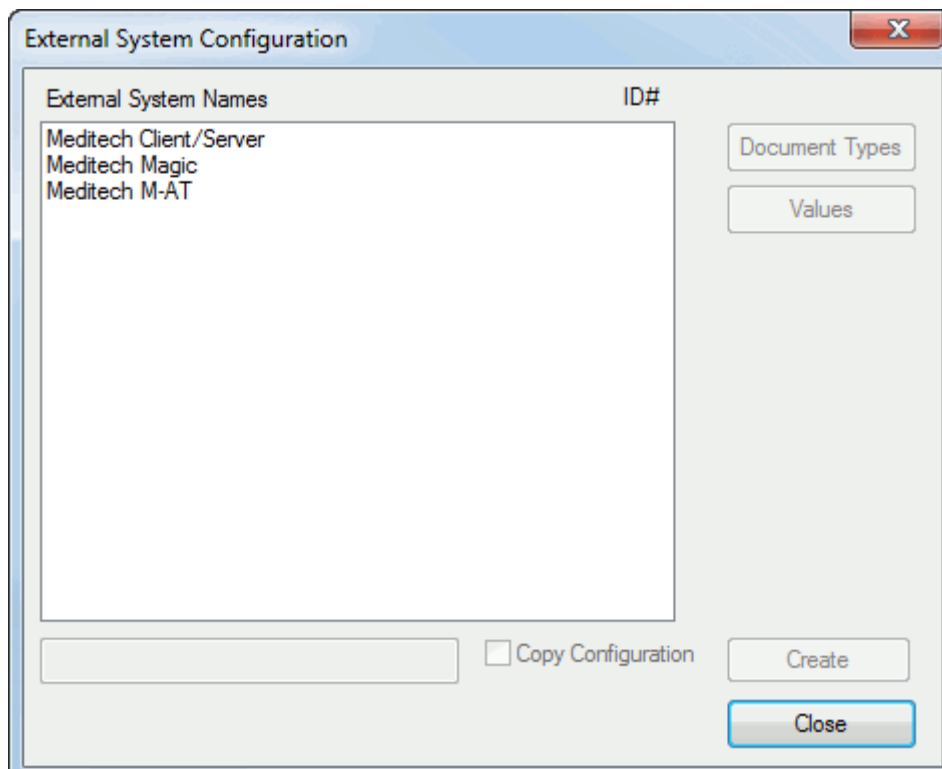 External System Configuration
External System Names ID#
Meditech Client/Server
Meditech Magic
Meditech M-AT
Document Types
Values
Copy Configuration
Create
Close